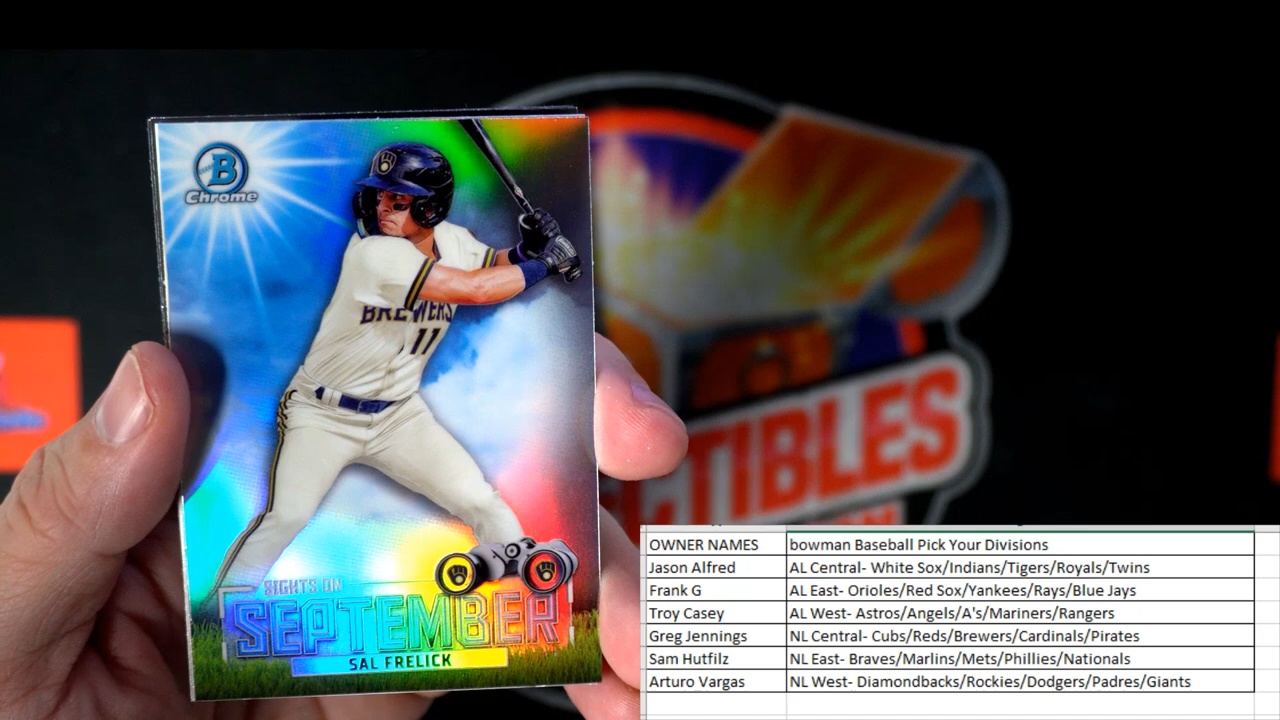 B
Chrome
BREWERS
11
SIGHTS ON
SEPTEMBER
SAL FRELICK
CTIBLES
OWNER NAMES bowman Baseball Pick Your Divisions
Jason Alfred AL Central- White Sox/Indians/Tigers/Royals/Twins
Frank G AL East- Orioles/Red Sox/Yankees/Rays/Blue Jays
Troy Casey AL West- Astros/Angels/A's/Mariners/Rangers
Greg Jennings NL Central- Cubs/Reds/Brewers/Cardinals/Pirates
Sam Hutfilz NL East- Braves/Marlins/Mets/Phillies/Nationals
Arturo Vargas NL West- Diamondbacks/Rockies/Dodgers/Padres/Giants